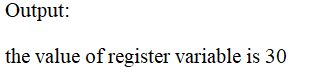 Output:
the value of register variable is 30